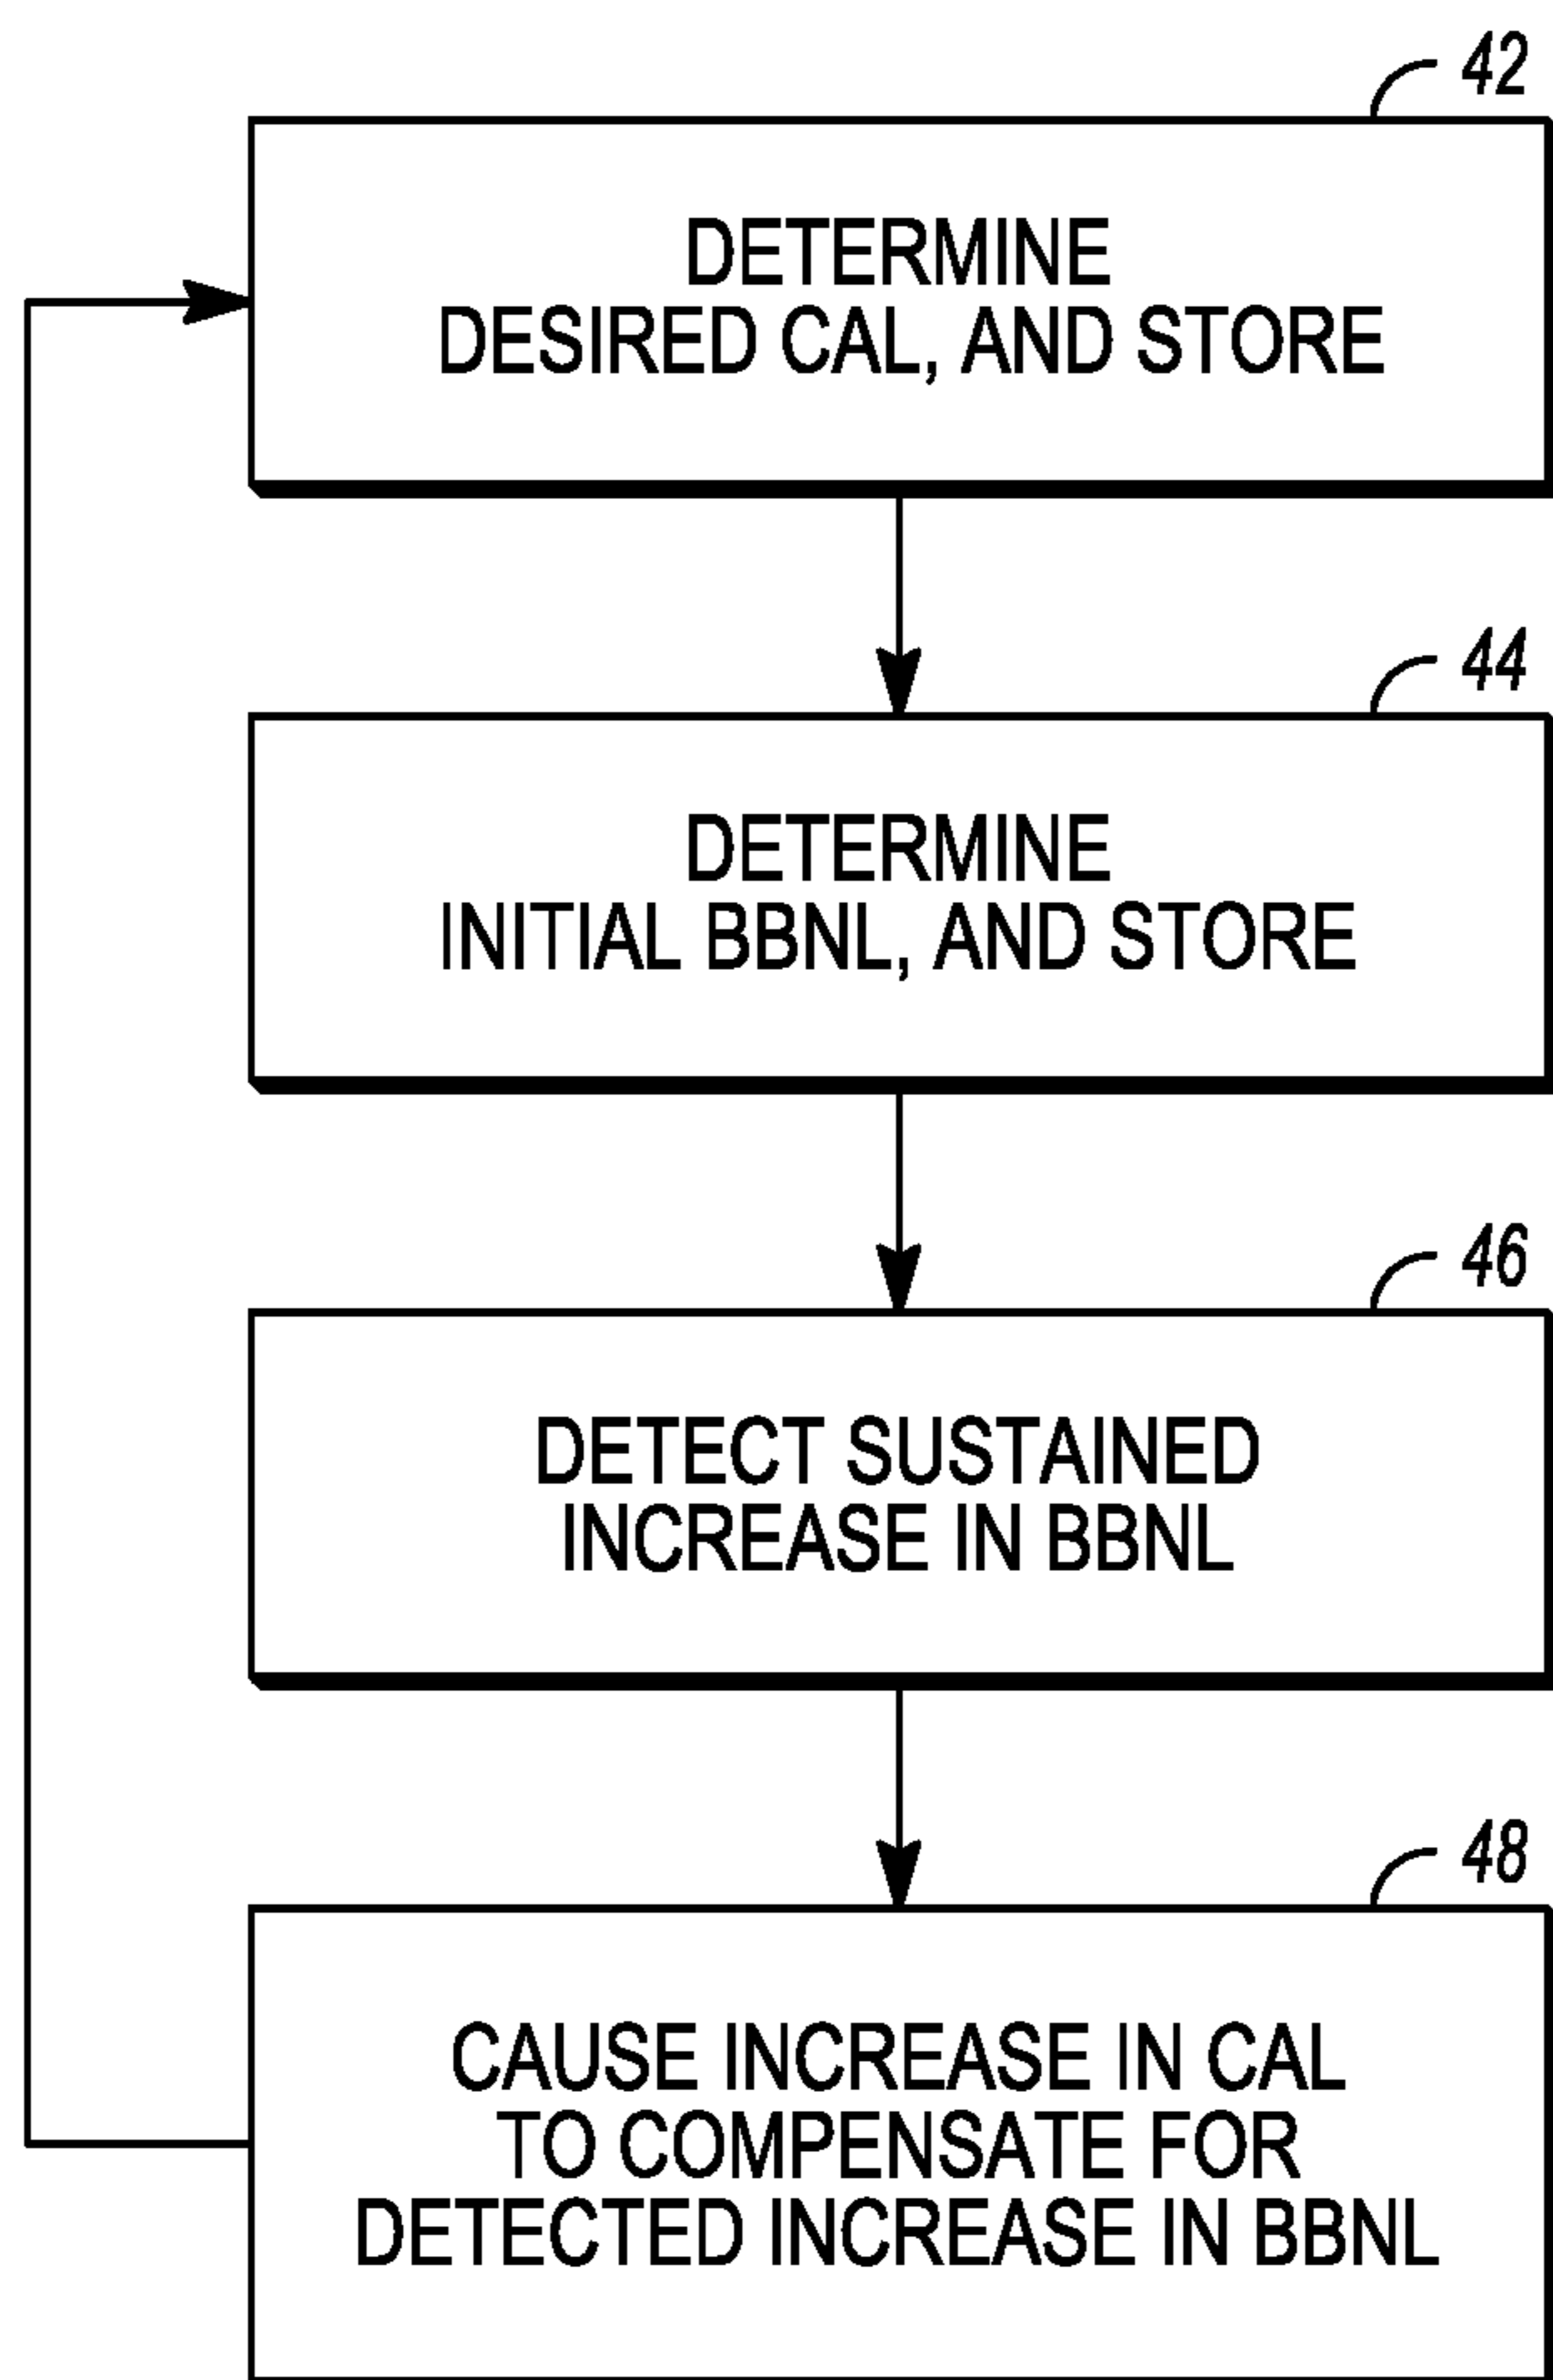 42
DETERMINE
DESIRED CAL, AND STORE
44
DETERMINE
INITIAL BBNL, AND STORE
46
DETECT SUSTAINED
INCREASE IN BBNL
48
CAUSE INCREASE IN CAL
TO COMPENSATE FOR
DETECTED INCREASE IN BBNL